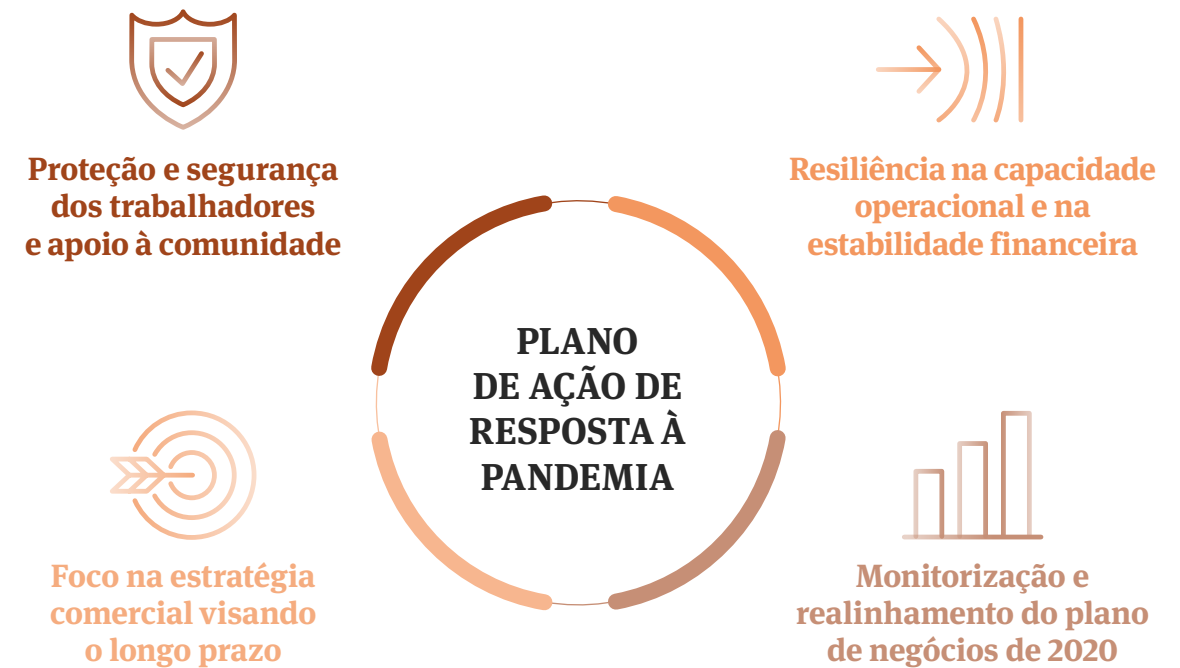 Proteção e segurança
dos trabalhadores
e apoio à comunidade
Resiliência na capacidade
operacional e na
estabilidade financeira
PLANO
DE AÇÃO DE
RESPOSTA À
PANDEMIA
Foco na estratégia
comercial visando
o longo prazo
Monitorização e
realinhamento do plano
de negócios de 2020